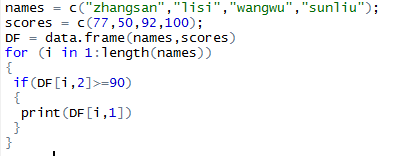 names = c("zhangsan","lisi","wangwu","sunliu");
scores = c(77,50,92,100);
DF = data.frame(names,scores)
for (i in 1:length(names))
{
if(DF[i,2]>=90)
{
print(DF[i,1])
}
}